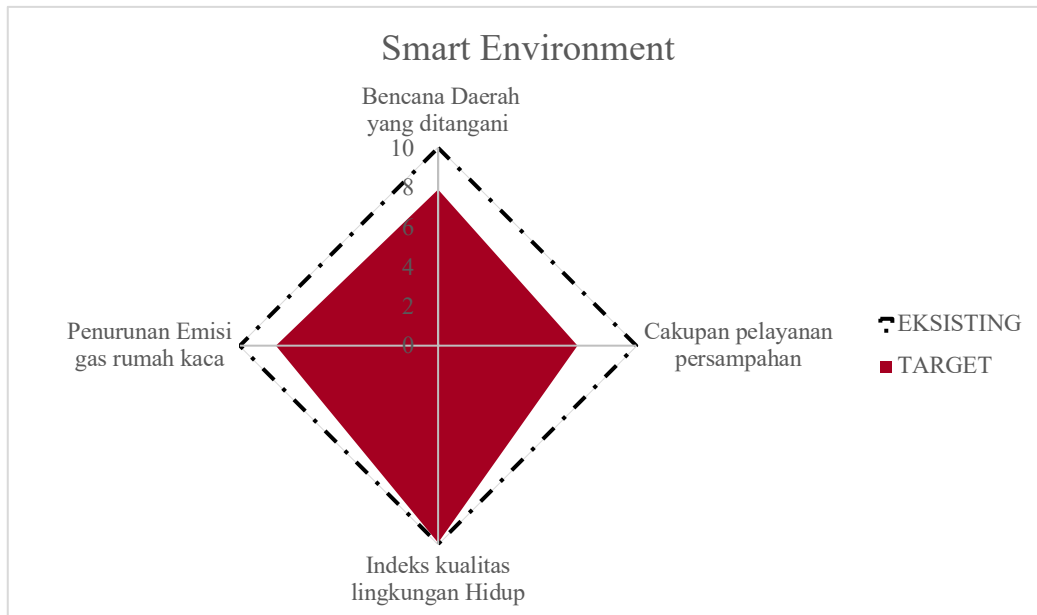 Smart Environment
Bencana Daerah
yang ditangani
10
8
6
4
2
0
Penurunan Emisi
gas rumah kaca
Cakupan pelayanan
persampahan
EKSISTING
TARGET
Indeks kualitas
lingkungan Hidup